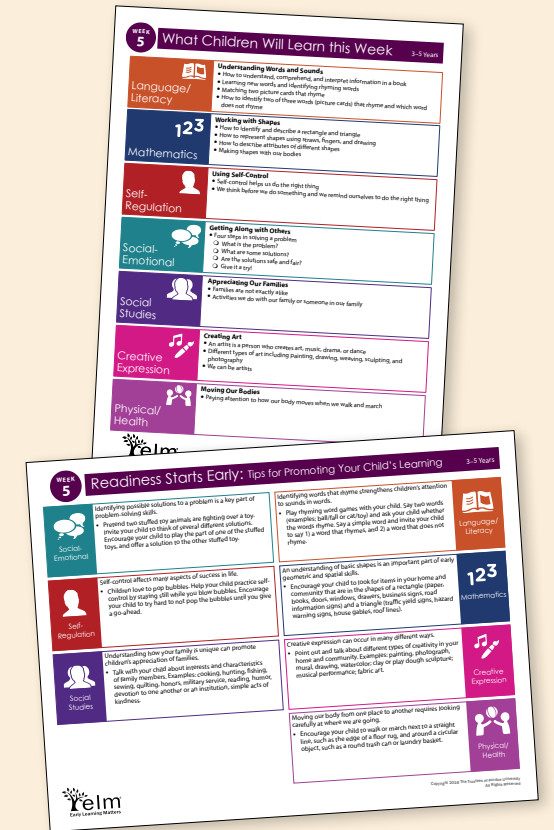 WEEK
5
What Children Will Learn this Week
3–5 Years
Language/
Literacy
Understanding Words and Sounds
• How to understand, comprehend, and interpret information in a book
• Learning new words and identifying rhyming words
• Matching two picture cards that rhyme
• How to identify two of three words (picture cards) that rhyme and which word
does not rhyme
123
Mathematics
Working with Shapes
• How to identify and describe a rectangle and triangle
• How to represent shapes using straws, fingers, and drawing
• How to describe attributes of different shapes
• Making shapes with our bodies
Self-
Regulation
Using Self-Control
• Self-control helps us do the right thing
• We think before we do something and we remind ourselves to do the right thing
Social-
Emotional
Getting Along with Others
• Four steps in solving a problem
❍ What is the problem?
❍ What are some solutions?
❍ Are the solutions safe and fair?
❍ Give it a try!
Social
Studies
Appreciating Our Families
• Families are not exactly alike
• Activities we do with our family or someone in our family
Creative
Expression
Creating Art
• An artist is a person who creates art, music, drama, or dance
• Different types of art including painting, drawing, weaving, sculpting, and
photography
• We can be artists
Physical/
Health
Moving Our Bodies
• Paying attention to how our body moves when we walk and march
elm
WEEK
5
Readiness Starts Early: Tips for Promoting Your Child's Learning
3–5 Years
Social-
Emotional
Identifying possible solutions to a problem is a key part of
problem-solving skills.
• Pretend two stuffed toy animals are fighting over a toy.
Invite your child to think of several different solutions.
Encourage your child to play the part of one of the stuffed
toys, and offer a solution to the other stuffed toy.
Self-
Regulation
Self-control affects many aspects of success in life.
• Children love to pop bubbles. Help your child practice self-
control by staying still while you blow bubbles. Encourage
your child to try hard to not pop the bubbles until you give
a go-ahead.
Social
Studies
Understanding how your family is unique can promote
children's appreciation of families.
• Talk with your child about interests and characteristics
of family members. Examples: cooking, hunting, fishing,
sewing, quilting, honors, military service, reading, humor,
devotion to one another or an institution, simple acts of
kindness.
Identifying words that rhyme strengthens children's attention
to sounds in words.
• Play rhyming word games with your child. Say two words
(examples: ball/fall or cat/toy) and ask your child whether
the words rhyme. Say a simple word and invite your child
to say 1) a word that rhymes, and 2) a word that does not
rhyme.
Language/
Literacy
An understanding of basic shapes is an important part of early
geometric and spatial skills.
• Encourage your child to look for items in your home and
community that are in the shapes of a rectangle (paper,
books, doors, windows, drawers, business signs, road
information signs) and a triangle (traffic yield signs, hazard
warning signs, house gables, roof lines).
123
Mathematics
Creative expression can occur in many different ways.
• Point out and talk about different types of creativity in your
home and community. Examples: painting, photography,
mural, drawing, watercolor; clay or play dough sculpture;
musical performance; fabric art.
Creative
Expression
Moving our body from one place to another requires looking
carefully at where we are going.
• Encourage your child to walk or march next to a straight
line, such as the edge of a floor rug, and around a circular
object, such as a round trash can or laundry basket.
Physical/
Health
elm
Early Learning Matters
Copyright 2018 The Trustees of Purdue University
All Rights Reserved